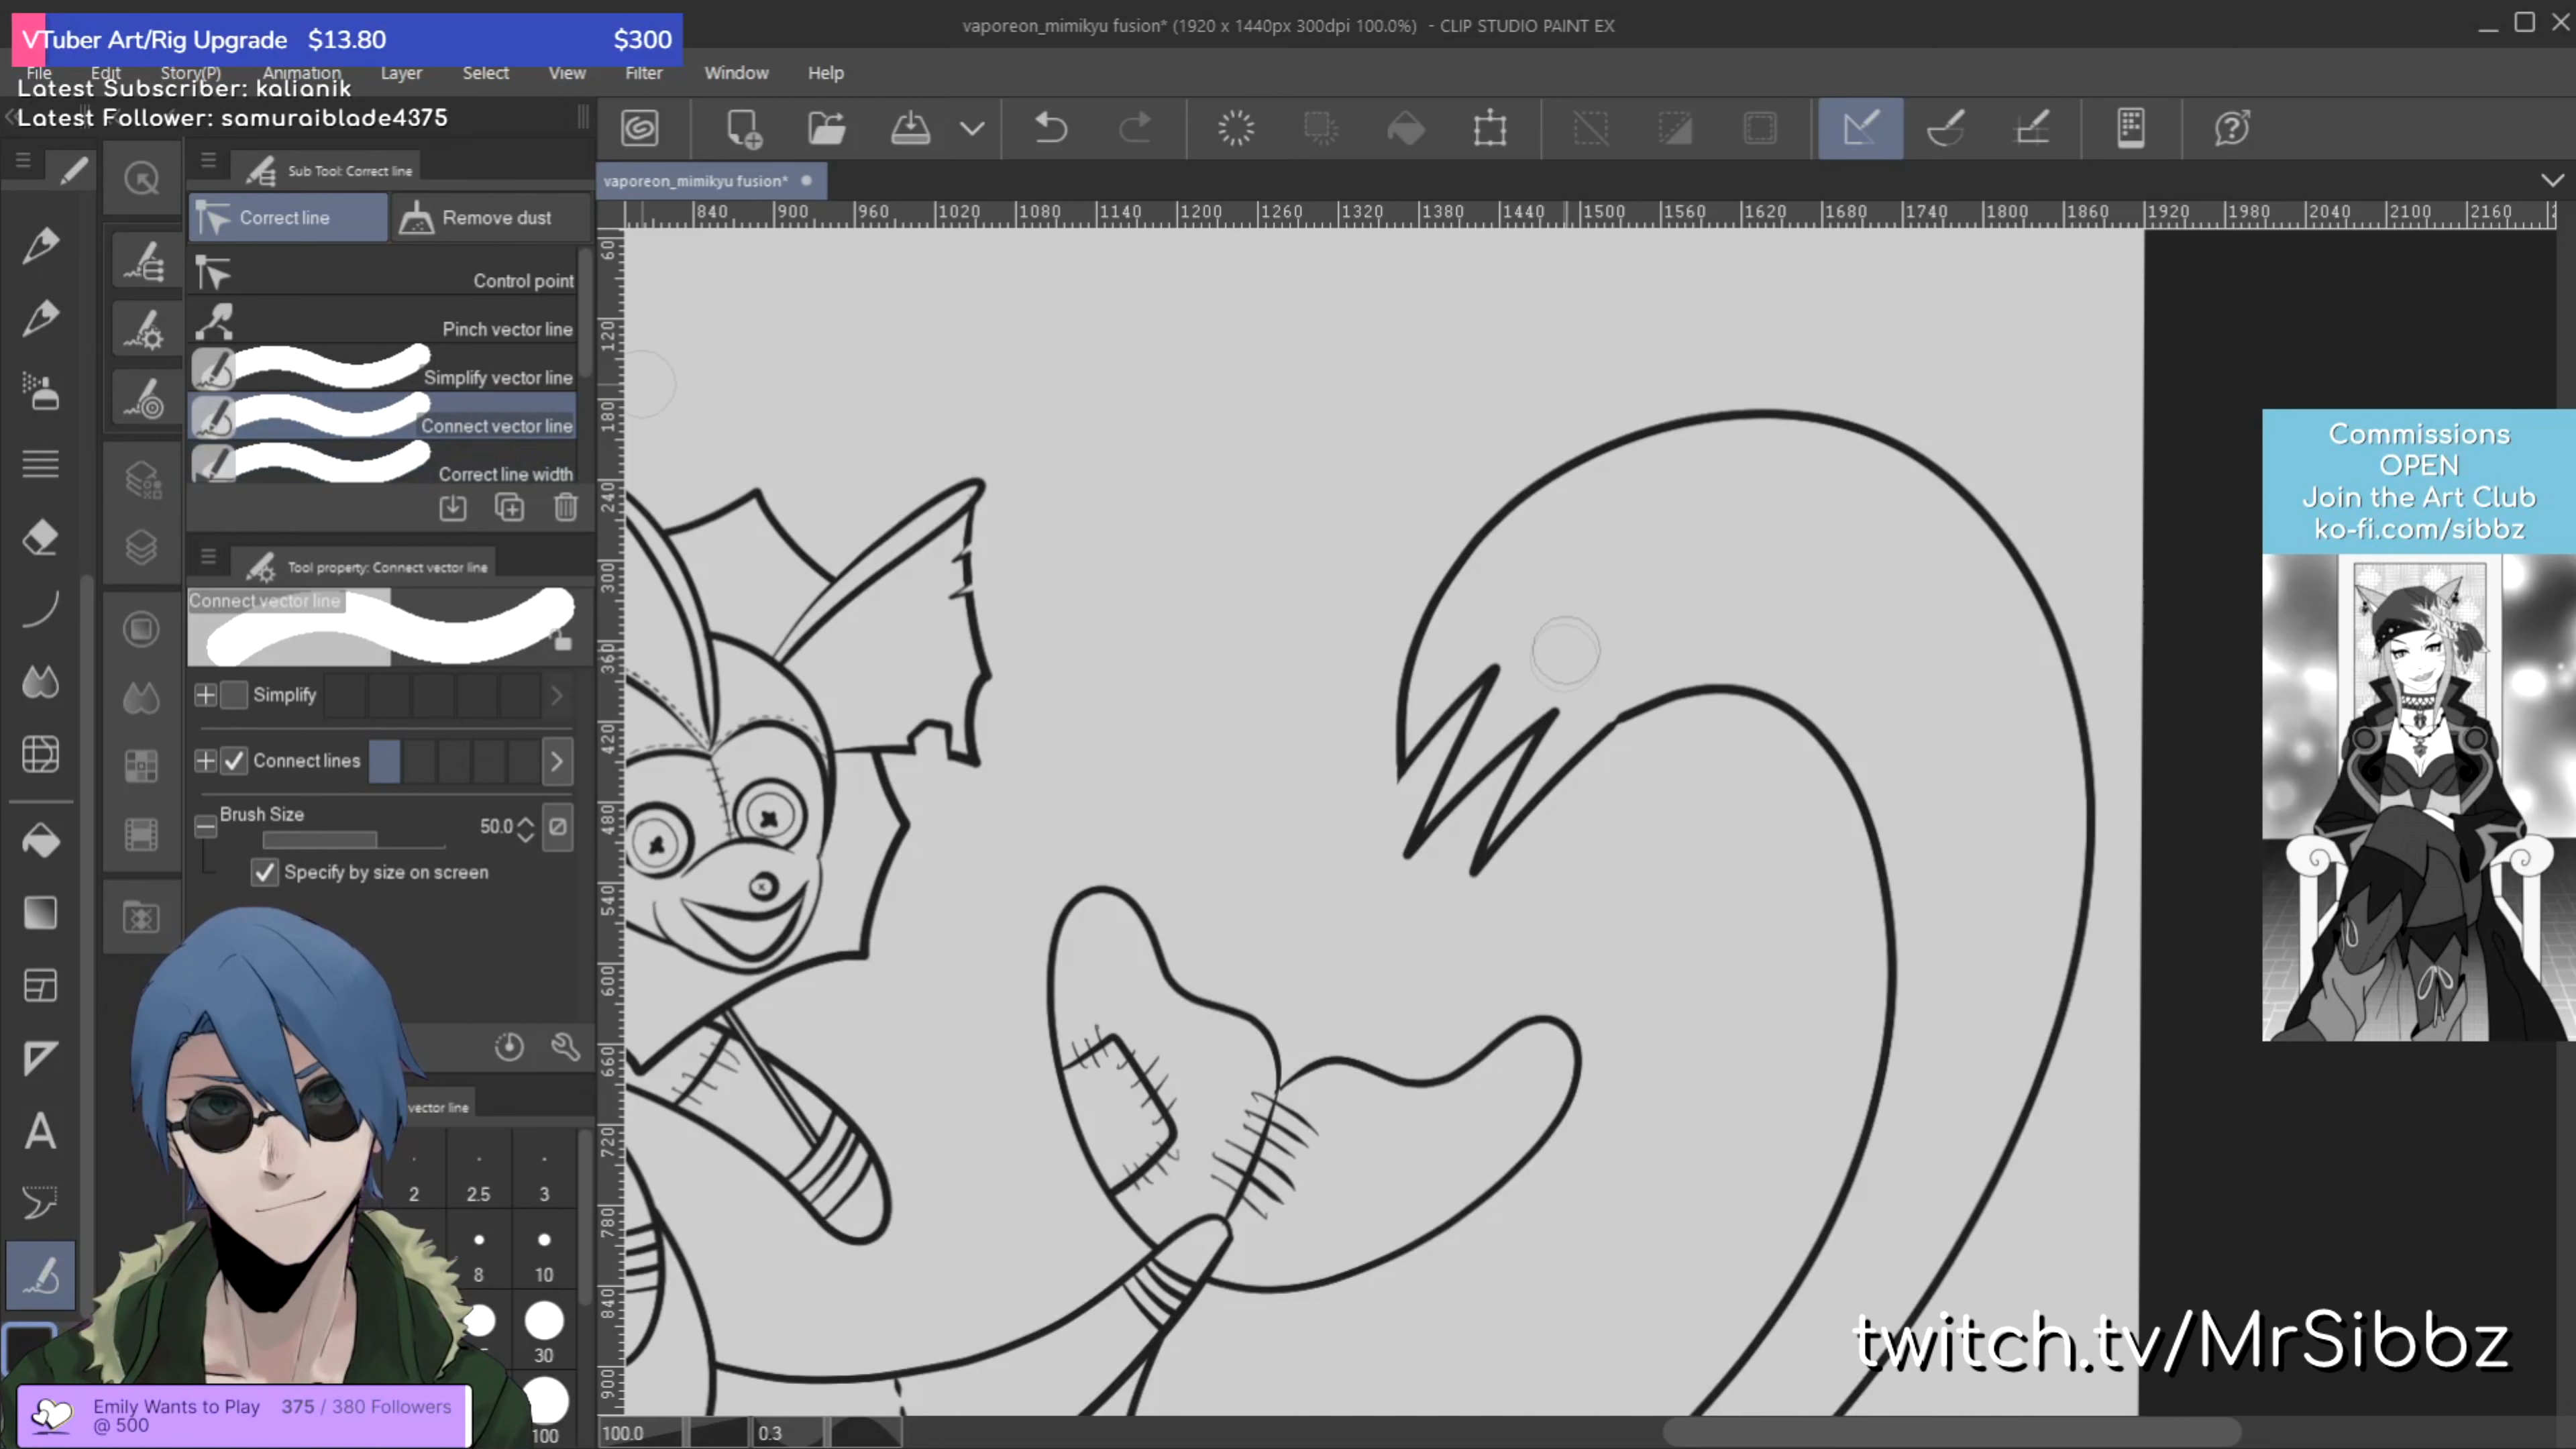 VTuber Art/Rig Upgrade $13.80 $300
vaporeon_mimikyu fusion* (1920 x 1440px 300dpi 100.0%) - CLIP STUDIO PAINT EX
File Edit Story(P) Animation Layer Select View Filter Window Help
Latest Subscriber: kalianik
Latest Follower: samuraiblade4375
Sub Tool: Correct line
vaporeon_mimikyu fusion*
Correct line Remove dust
840 900 960 1020 1080 1140 1200 1260 1320 1380 1440 1500 1560 1620 1680 1740 1800 1860 1920 1980 2040 2100 2160
60
120
180
240
300
360
420
480
540
600
660
720
780
840
900
Control point
Pinch vector line
Simplify vector line
Connect vector line
Correct line width
Tool property: Connect vector line
Connect vector line
Simplify
Connect lines
Brush Size 50.0
Specify by size on screen
vector line
2 2.5 3
8 10
30
100
Commissions
OPEN
Join the Art Club
ko-fi.com/sibbz
A
twitch.tv/MrSibbz
Emily Wants to Play 375 / 380 Followers
@ 500
100.0 0.3